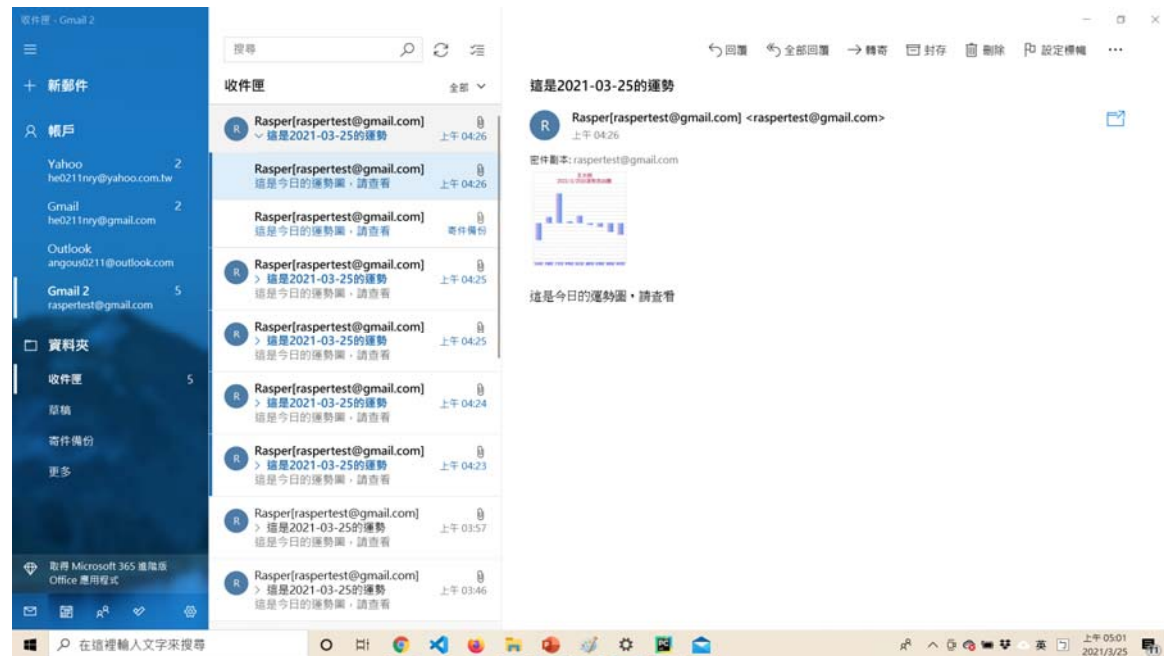 收件匣 - Gmail 2
搜尋
回覆
全部回覆
轉寄
封存
刪除
設定標幟
新郵件
收件匣
全部
這是2021-03-25的運勢
帳戶
Rasper[raspertest@gmail.com]
這是2021-03-25的運勢
上午 04:26
Rasper[raspertest@gmail.com] <raspertest@gmail.com>
上午 04:26
密件副本: raspertest@gmail.com
Yahoo 2
he0211nry@yahoo.com.tw
Rasper[raspertest@gmail.com]
這是今日的運勢圖,請查看
上午 04:26
Gmail 2
he0211nry@gmail.com
Rasper[raspertest@gmail.com]
這是今日的運勢圖,請查看
寄件備份
Outlook
angous0211@outlook.com
Rasper[raspertest@gmail.com]
這是2021-03-25的運勢
上午 04:25
這是今日的運勢圖,請查看
Gmail 2 5
raspertest@gmail.com
這是今日的運勢圖,請查看
Rasper[raspertest@gmail.com]
這是2021-03-25的運勢
上午 04:25
這是今日的運勢圖,請查看
資料夾
收件匣 5
Rasper[raspertest@gmail.com]
這是2021-03-25的運勢
上午 04:24
這是今日的運勢圖,請查看
草稿
寄件備份
更多
Rasper[raspertest@gmail.com]
這是2021-03-25的運勢
上午 04:23
這是今日的運勢圖,請查看
Rasper[raspertest@gmail.com]
這是2021-03-25的運勢
上午 03:57
這是今日的運勢圖,請查看
Rasper[raspertest@gmail.com]
這是2021-03-25的運勢
上午 03:46
這是今日的運勢圖,請查看
取得 Microsoft 365 進階版
Office 應用程式
在這裡輸入文字來搜尋
英
上午 05:01
2021/3/25